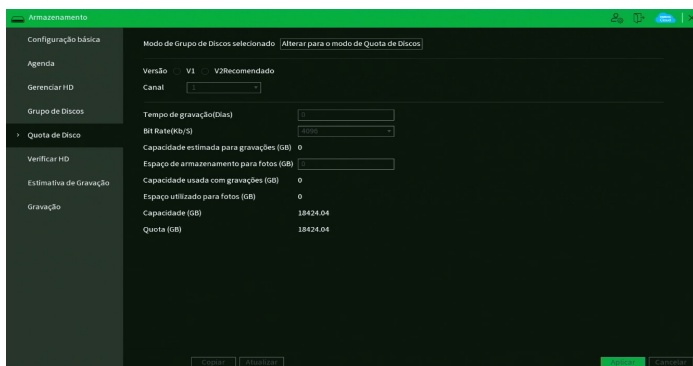 Armazenamento
Configuração básica
Agenda
Gerenciar HD
Grupo de Discos
› Quota de Disco
Verificar HD
Estimativa de Gravação
Gravação
Modo de Grupo de Discos selecionado Alterar para o modo de Quota de Discos
Versão V1 V2Recomendado
Canal 1
Tempo de gravação(Dias) 0
Bit Rate(Kb/S) 4096
Capacidade estimada para gravações (GB) 0
Espaço de armazenamento para fotos (GB) 0
Capacidade usada com gravações (GB) 0
Espaço utilizado para fotos (GB) 0
Capacidade (GB) 18424.04
Quota (GB) 18424.04
Copiar Atualizar Aplicar Cancelar